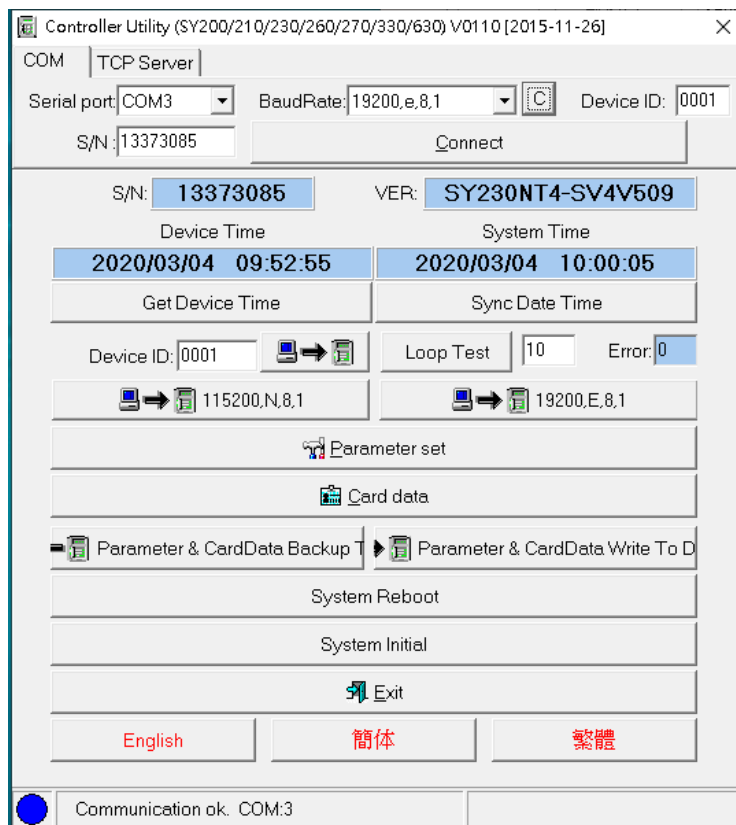 Controller Utility (SY200/210/230/260/270/330/630) V0110 [2015-11-26]
COM TCP Server
Serial port: COM3 BaudRate: 19200,e,8,1 C Device ID: 0001
S/N : 13373085 Connect
S/N: 13373085 VER: SY230NT4-SV4V509
Device Time System Time
2020/03/04 09:52:55 2020/03/04 10:00:05
Get Device Time Sync Date Time
Device ID: 0001 Loop Test 10 Error: 0
115200,N,8,1 19200,E,8,1
Parameter set
Card data
Parameter & CardData Backup T Parameter & CardData Write To D
System Reboot
System Initial
Exit
English 簡体 繁體
Communication ok. COM:3